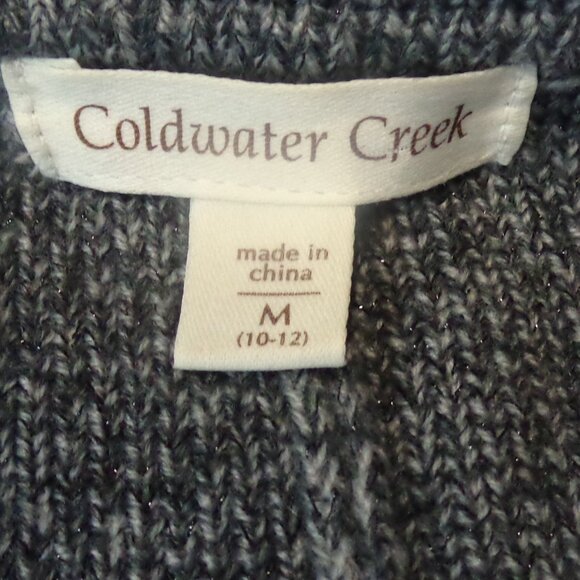 Coldwater Creek
made in
china
M
(10-12)